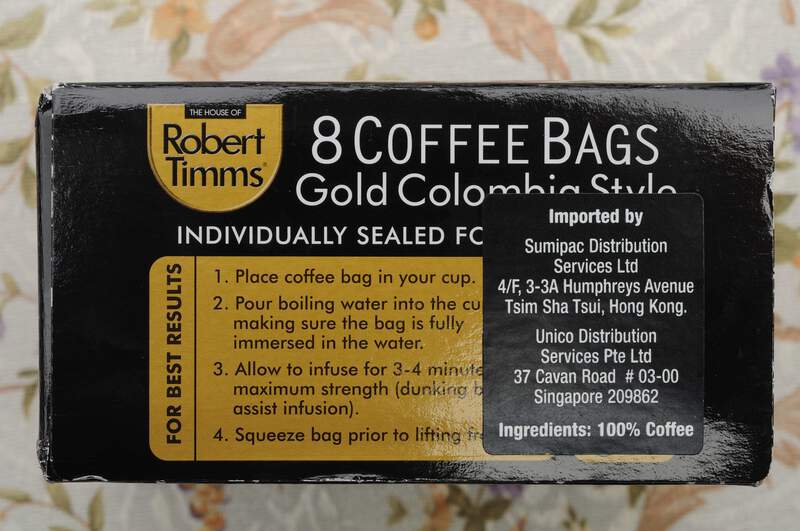 THE HOUSE OF
Robert
Timms®
8 COFFEE BAGS
Gold Colombia Style
INDIVIDUALLY SEALED FO
FOR BEST RESULTS
1. Place coffee bag in your cup.
2. Pour boiling water into the cu
making sure the bag is fully
immersed in the water.
3. Allow to infuse for 3-4 minute
maximum strength (dunking b
assist infusion).
4. Squeeze bag prior to lifting fr
Imported by
Sumipac Distribution
Services Ltd
4/F, 3-3A Humphreys Avenue
Tsim Sha Tsui, Hong Kong.
Unico Distribution
Services Pte Ltd
37 Cavan Road # 03-00
Singapore 209862
Ingredients: 100% Coffee